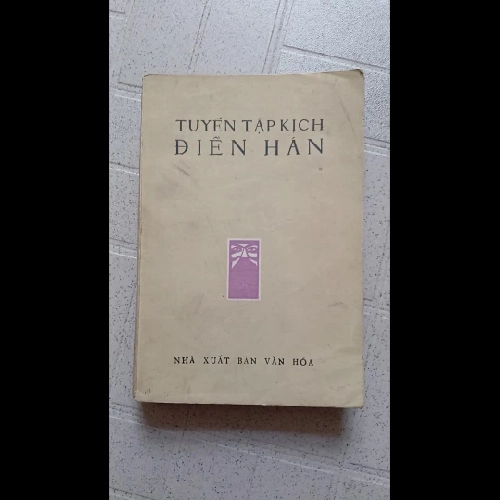 TUYỂN TẬP KỊCH
ĐIỀN HÁN
NHÀ XUẤT BẢN VĂN HÓA